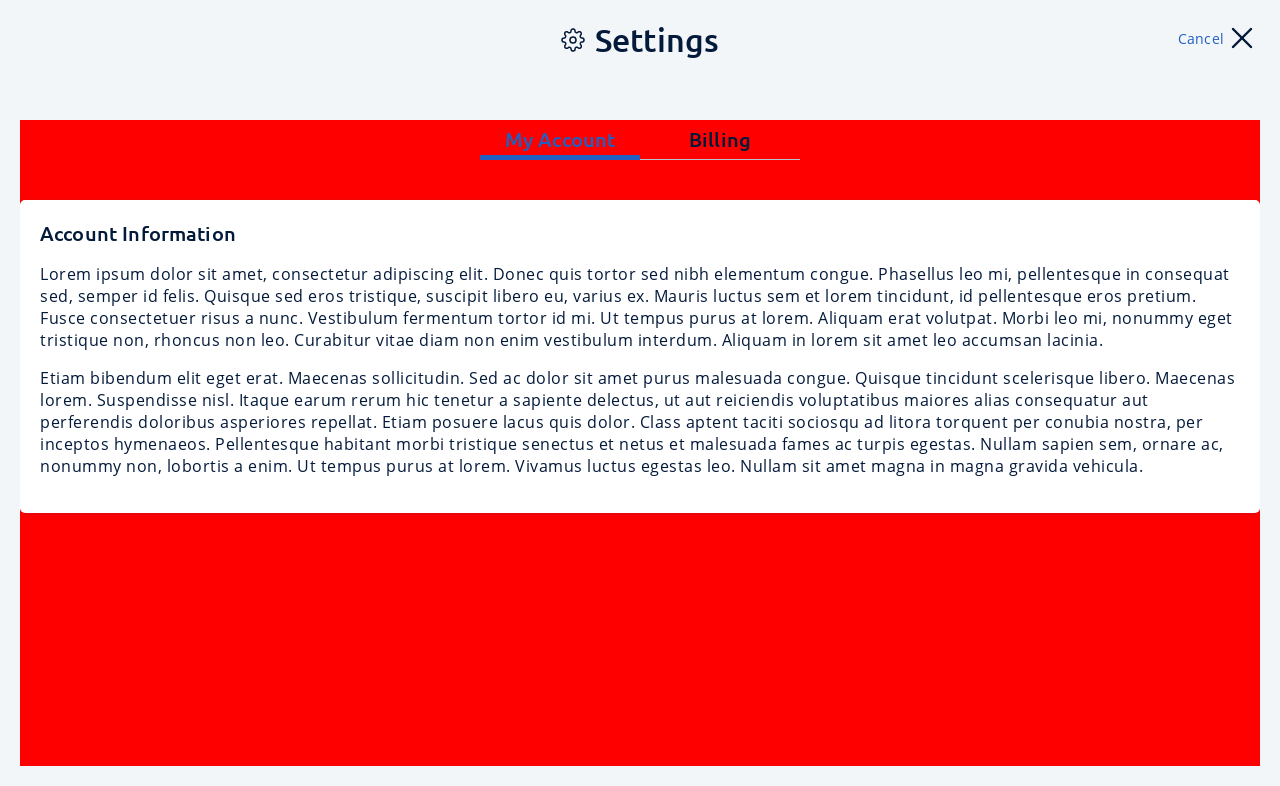 Settings
Cancel
My Account
Billing
Account Information
Lorem ipsum dolor sit amet, consectetur adipiscing elit. Donec quis tortor sed nibh elementum congue. Phasellus leo mi, pellentesque in consequat
sed, semper id felis. Quisque sed eros tristique, suscipit libero eu, varius ex. Mauris luctus sem et lorem tincidunt, id pellentesque eros pretium.
Fusce consectetuer risus a nunc. Vestibulum fermentum tortor id mi. Ut tempus purus at lorem. Aliquam erat volutpat. Morbi leo mi, nonummy eget
tristique non, rhoncus non leo. Curabitur vitae diam non enim vestibulum interdum. Aliquam in lorem sit amet leo accumsan lacinia.
Etiam bibendum elit eget erat. Maecenas sollicitudin. Sed ac dolor sit amet purus malesuada congue. Quisque tincidunt scelerisque libero. Maecenas
lorem. Suspendisse nisl. Itaque earum rerum hic tenetur a sapiente delectus, ut aut reiciendis voluptatibus maiores alias consequatur aut
perferendis doloribus asperiores repellat. Etiam posuere lacus quis dolor. Class aptent taciti sociosqu ad litora torquent per conubia nostra, per
inceptos hymenaeos. Pellentesque habitant morbi tristique senectus et netus et malesuada fames ac turpis egestas. Nullam sapien sem, ornare ac,
nonummy non, lobortis a enim. Ut tempus purus at lorem. Vivamus luctus egestas leo. Nullam sit amet magna in magna gravida vehicula.